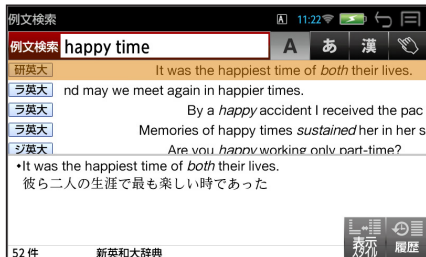 例文検索 A 11:22
例文検索 happy time A あ 漢
研英大 It was the happiest time of both their lives.
ラ英大 nd may we meet again in happier times.
ラ英大 By a happy accident I received the pac
ラ英大 Memories of happy times sustained her in her s
ジ英大 Are you happy working only part-time?
•It was the happiest time of both their lives.
彼ら二人の生涯で最も楽しい時であった
表示スタイル 履歴
52 件 新英和大辞典